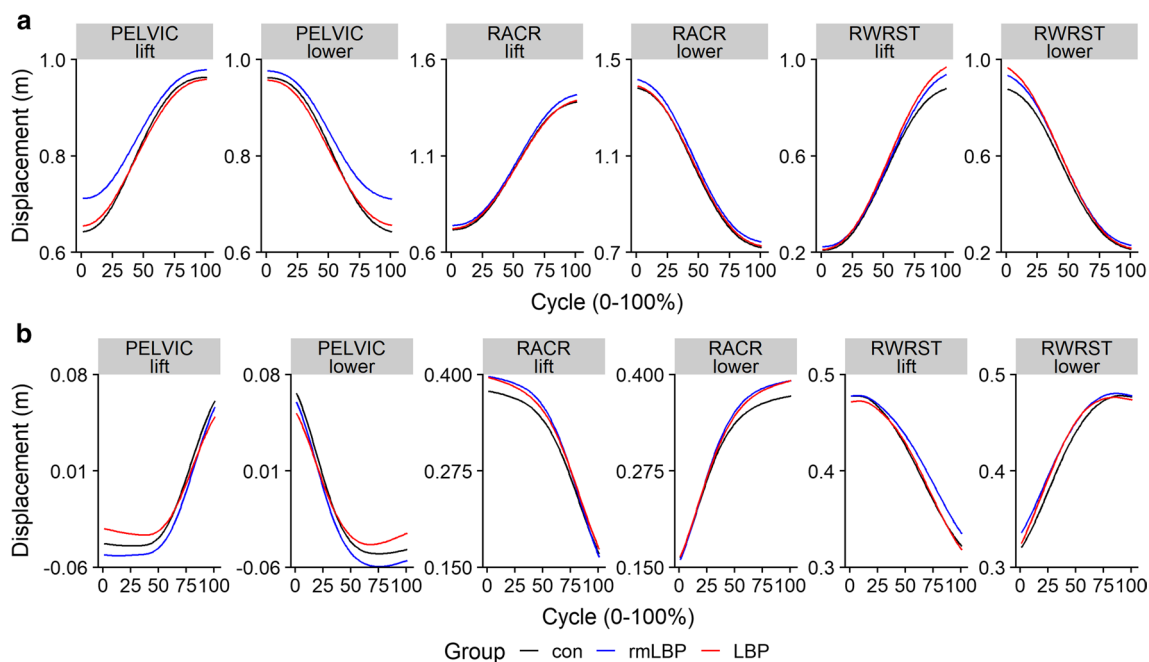 a
PELVIC lift
PELVIC lower
RACR lift
RACR lower
RWRST lift
RWRST lower
Displacement (m)
1.0
0.8
0.6
1.0
0.8
0.6
1.6
1.1
0.6
1.5
1.1
0.7
1.0
0.6
0.2
1.0
0.6
0.2
0 25 50 75 100
0 25 50 75 100
0 25 50 75 100
0 25 50 75 100
0 25 50 75 100
0 25 50 75 100
Cycle (0-100%)
b
PELVIC lift
PELVIC lower
RACR lift
RACR lower
RWRST lift
RWRST lower
Displacement (m)
0.08
0.01
-0.06
0.08
0.01
-0.06
0.400
0.275
0.150
0.400
0.275
0.150
0.5
0.4
0.3
0.5
0.4
0.3
0 25 50 75 100
0 25 50 75 100
0 25 50 75 100
0 25 50 75 100
0 25 50 75 100
0 25 50 75 100
Cycle (0-100%)
Group con rmLBP LBP